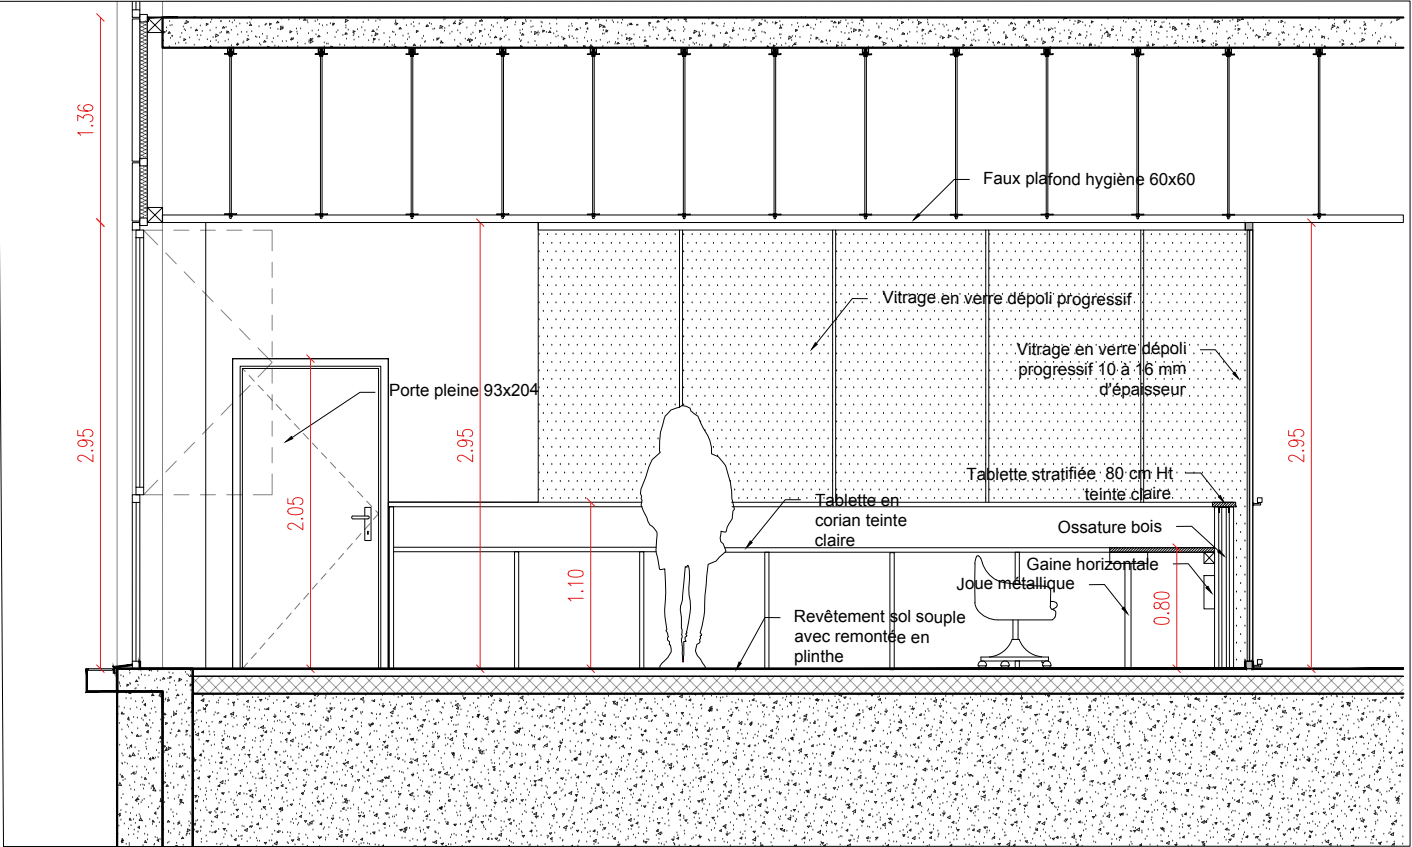 1.36
Faux plafond hygiène 60x60
Vitrage en verre dépoli progressif
Vitrage en verre dépoli
progressif 10 à 16 mm
d'épaisseur
Porte pleine 93x204
2.95
2.95
2.95
2.05
Tablette stratifiée  80 cm Ht
teinte claire
Tablette en
corian teinte
claire
Ossature bois
Gaine horizontale
Joue métallique
1.10
0.80
Revêtement sol souple
avec remontée en
plinthe